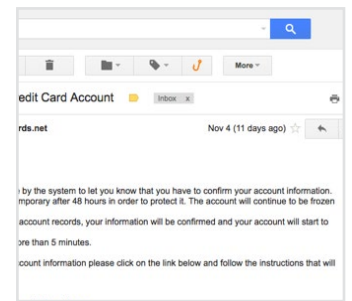 More
edit Card Account
Inbox x
rds.net
Nov 4 (11 days ago)
by the system to let you know that you have to confirm your account information.
mporary after 48 hours in order to protect it. The account will continue to be frozen
account records, your information will be confirmed and your account will start to
ore than 5 minutes.
count information please click on the link below and follow the instructions that will